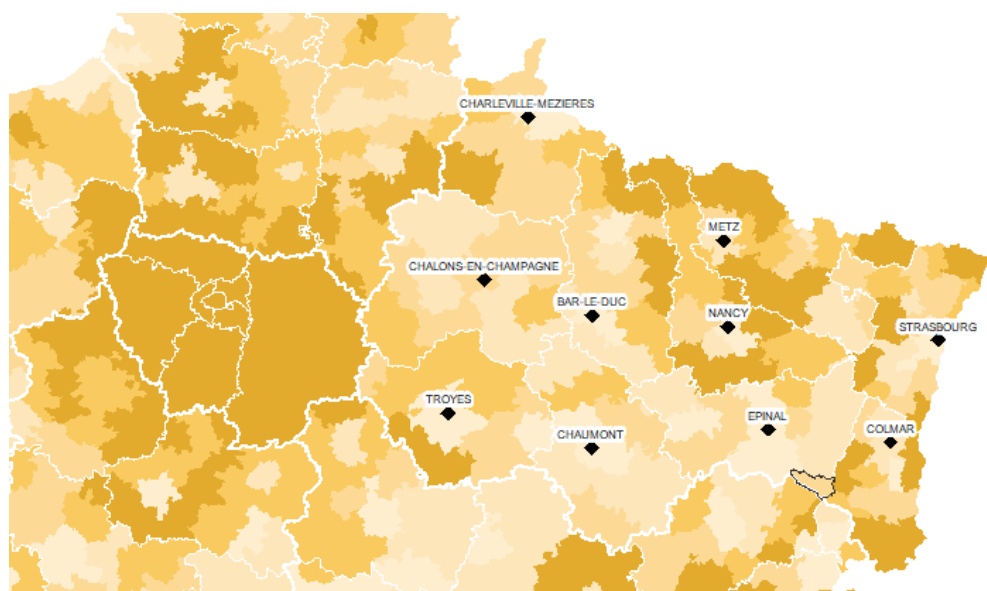 CHARLEVILLE-MEZIERES
METZ
CHALONS-EN-CHAMPAGNE
BAR-LE-DUC
NANCY
STRASBOURG
TROYES
EPINAL
CHAUMONT
COLMAR